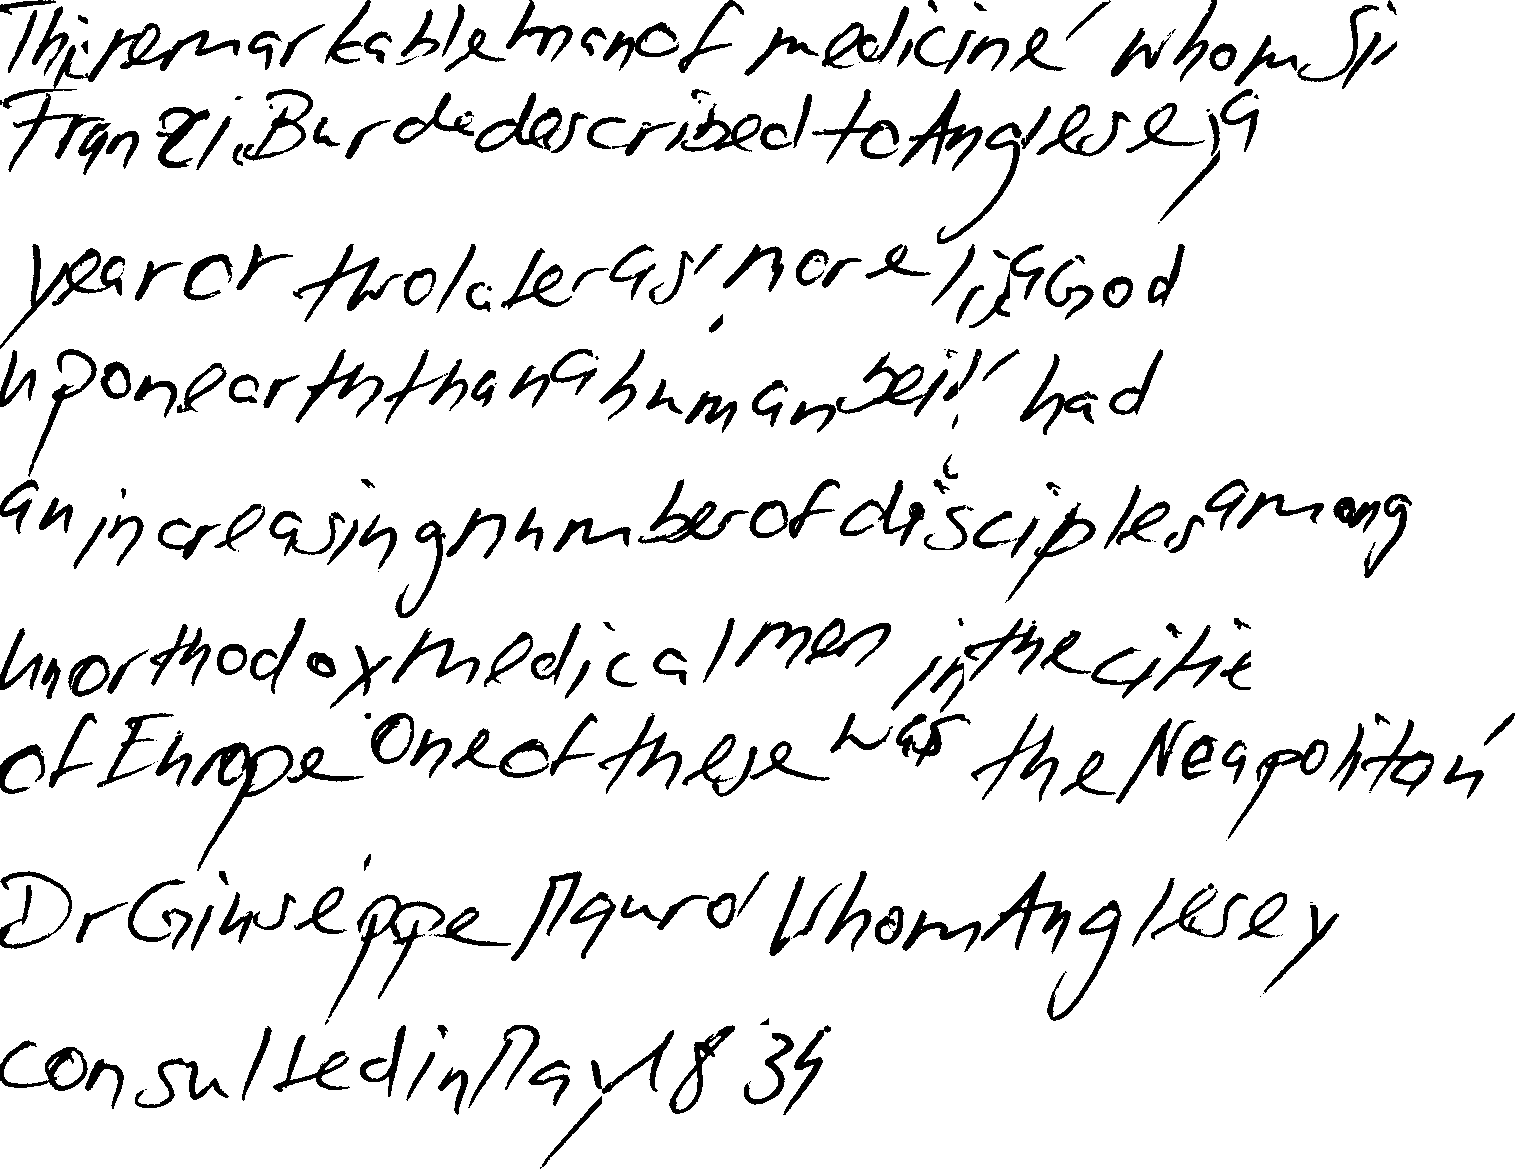 This remarkable man of medicine, whom Sir
Francis Burdett described to Anglesey a
year or two later as 'more like a God
upon earth than a human being', had
an increasing number of disciples among
unorthodox medical men in the cities
of Europe. One of these was the Neapolitan,
Dr Giuseppe Mauro, whom Anglesey
consulted in May 1834